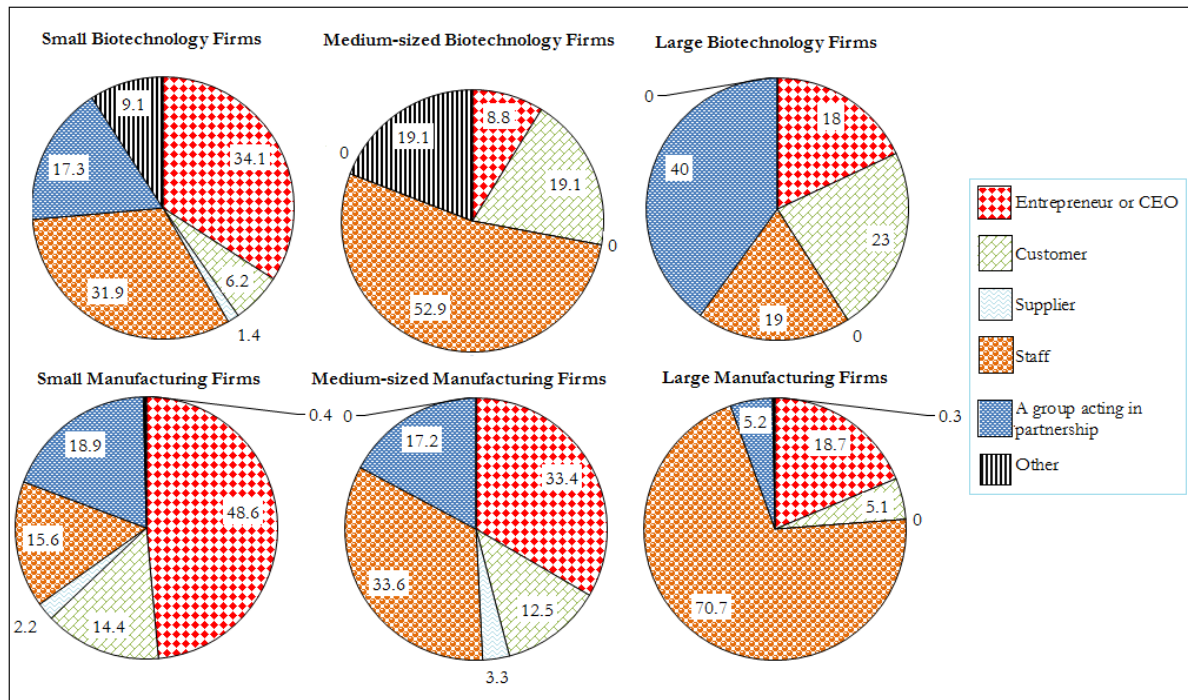 Small Biotechnology Firms
9.1
34.1
17.3
6.2
31.9
1.4
Medium-sized Biotechnology Firms
8.8
19.1
19.1
0
0
52.9
Large Biotechnology Firms
0
18
40
23
19
0
Small Manufacturing Firms
0.4
18.9
48.6
15.6
2.2
14.4
Medium-sized Manufacturing Firms
0
17.2
33.4
33.6
12.5
3.3
Large Manufacturing Firms
5.2
0.3
18.7
5.1
0
70.7
Entrepreneur or CEO
Customer
Supplier
Staff
A group acting in
partnership
Other